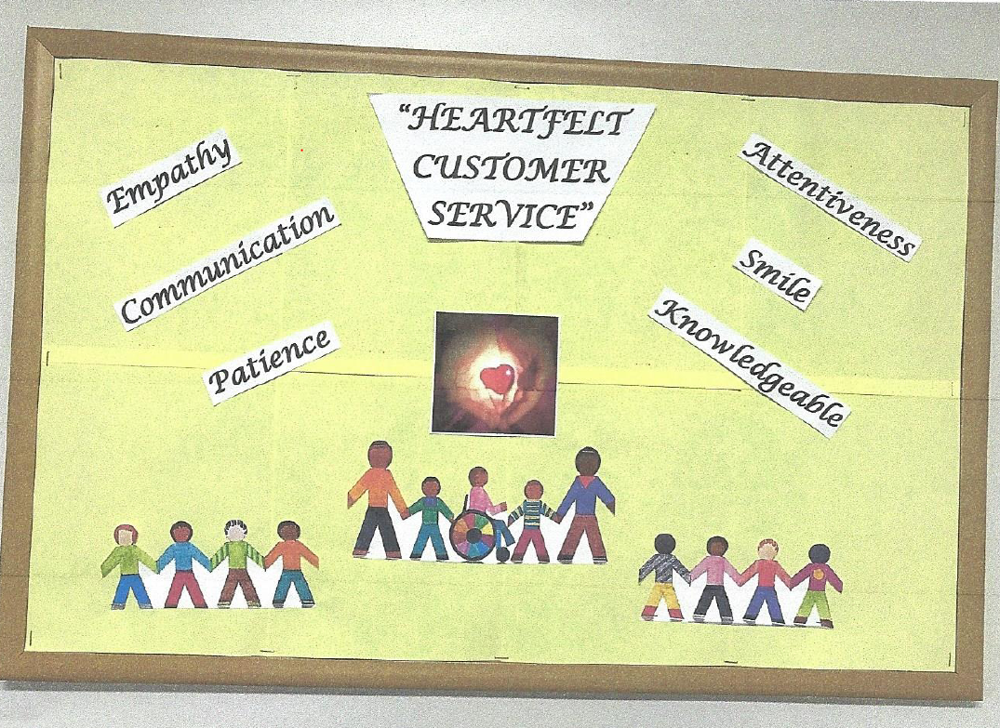 "HEARTFELT
CUSTOMER
SERVICE"
Empathy
Communication
Patience
Attentiveness
Smile
Knowledgeable